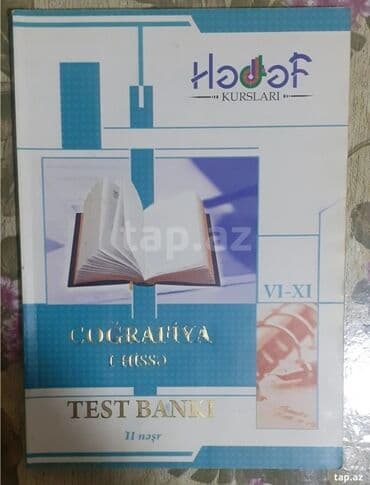 Hədəf
KURSLARI
tap.az
VI-XI
COĞRAFİYA
HİSSə
TEST BANKI
II nəşr
tap.az